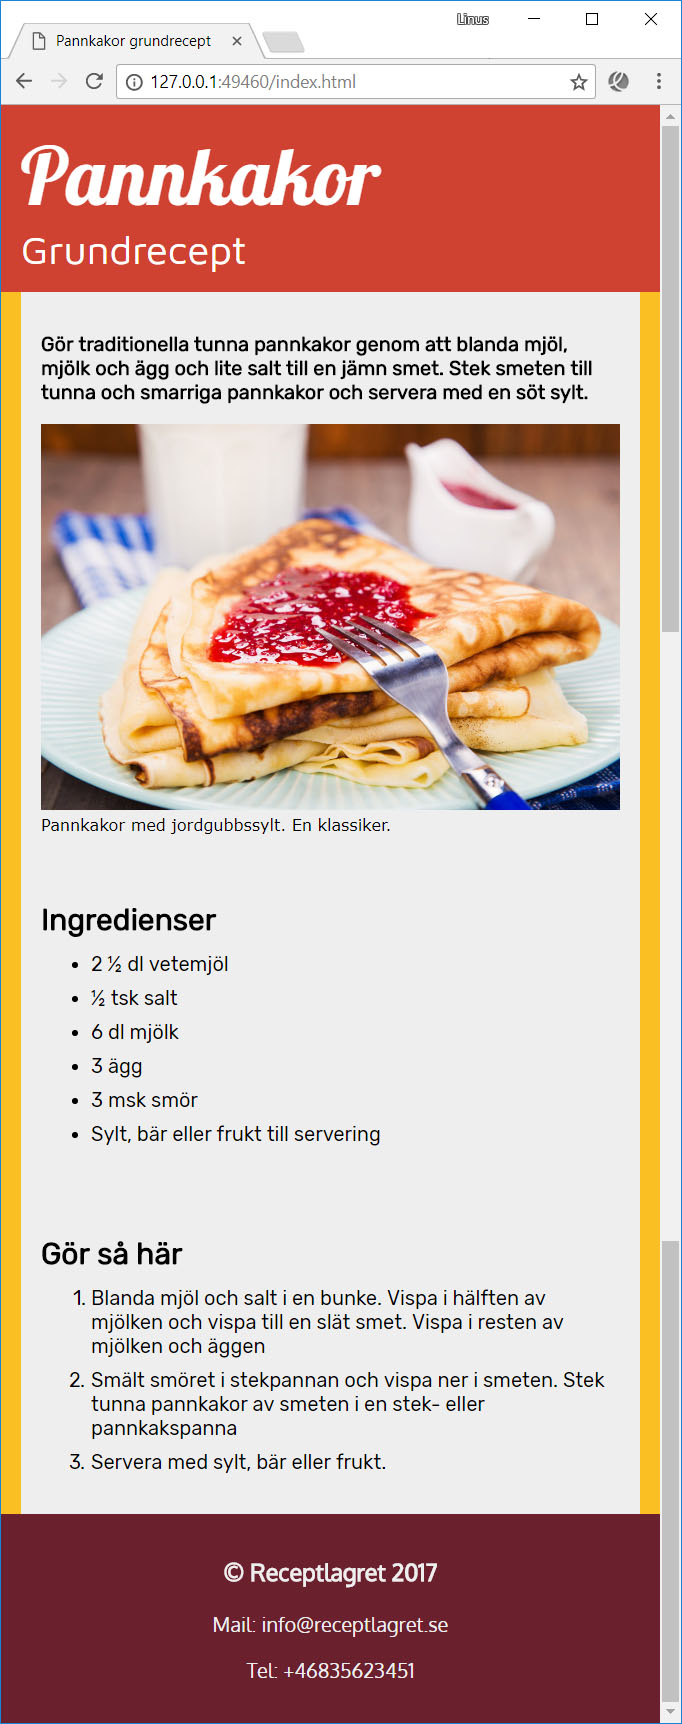 Linus
Pannkakor grundrecept
127.0.0.1:49460/index.html
Pannkakor
Grundrecept
Gör traditionella tunna pannkakor genom att blanda mjöl,
mjölk och ägg och lite salt till en jämn smet. Stek smeten till
tunna och smarriga pannkakor och servera med en söt sylt.
Pannkakor med jordgubbssylt. En klassiker.
Ingredienser
• 2 ½ dl vetemjöl
• ½ tsk salt
• 6 dl mjölk
• 3 ägg
• 3 msk smör
• Sylt, bär eller frukt till servering
Gör så här
1. Blanda mjöl och salt i en bunke. Vispa i hälften av
mjölken och vispa till en slät smet. Vispa i resten av
mjölken och äggen
2. Smält smöret i stekpannan och vispa ner i smeten. Stek
tunna pannkakor av smeten i en stek- eller
pannkakspanna
3. Servera med sylt, bär eller frukt.
© Receptlagret 2017
Mail: info@receptlagret.se
Tel: +46835623451